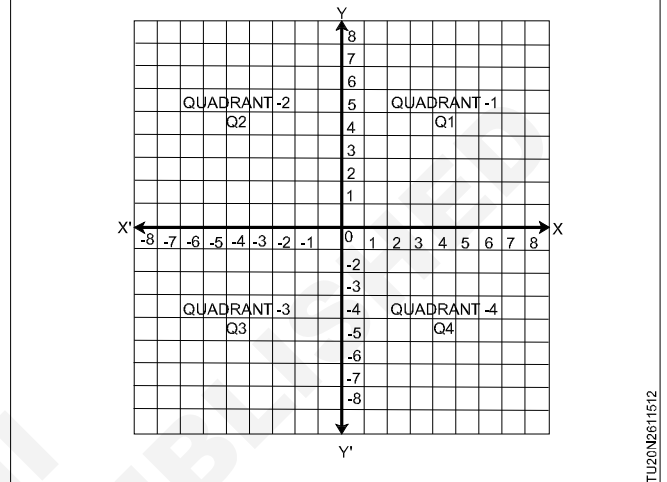 Y
8
7
6
QUADRANT -2 5 QUADRANT -1
Q2 4 Q1
3
2
1
X' X
-8 -7 -6 -5 -4 -3 -2 -1 0 1 2 3 4 5 6 7 8
-2
-3
QUADRANT -3 -4 QUADRANT -4
Q3 -5 Q4
-6
-7
-8
Y'
TU20N2611512
BLISHED